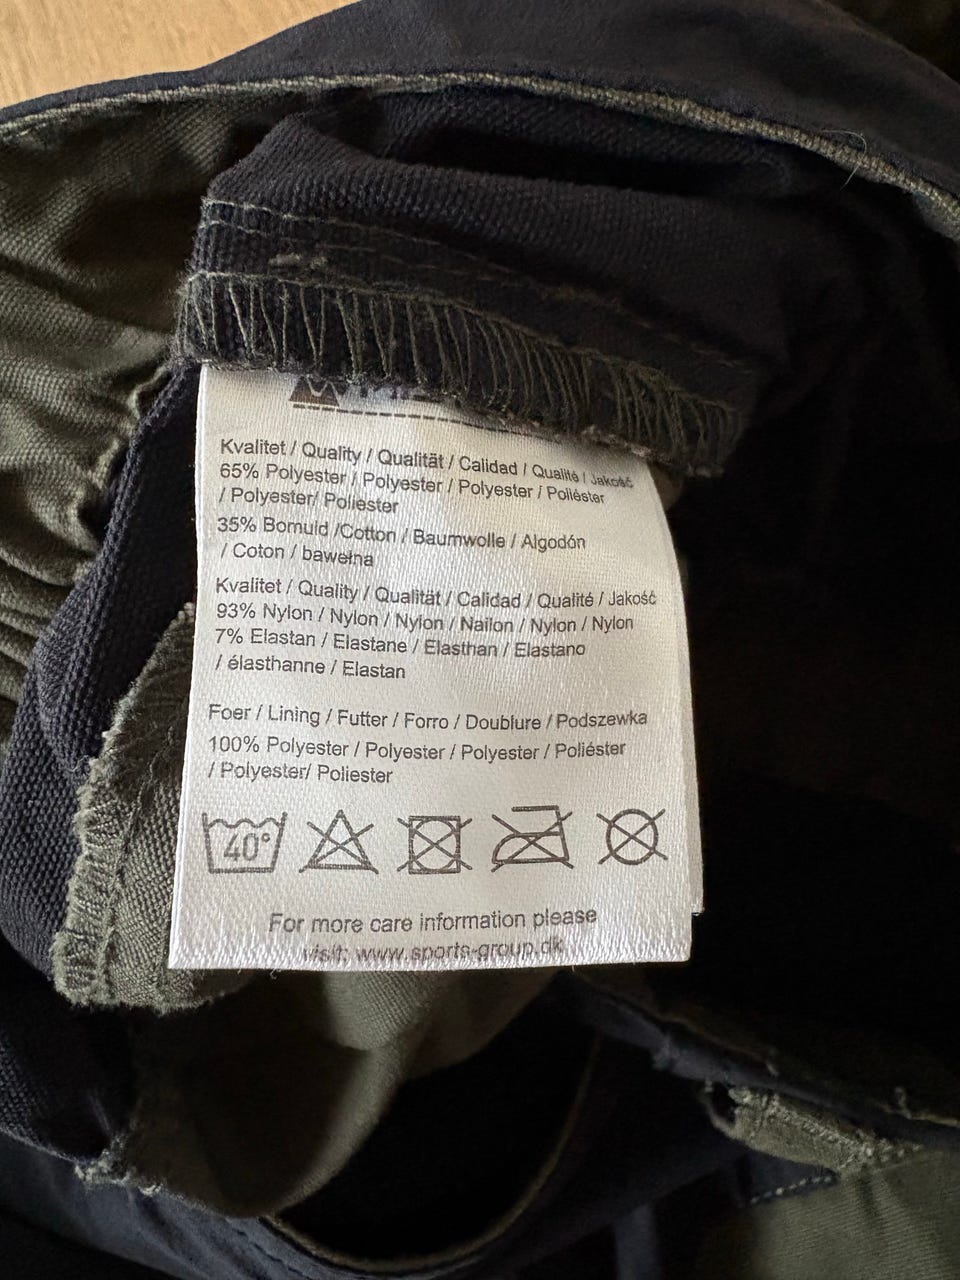 Kvalitet / Quality / Qualität / Calidad / Qualité / Jakość
65% Polyester / Polyester / Polyester / Poliéster
/ Polyester/ Poliester
35% Bomuld /Cotton / Baumwolle / Algodón
/ Coton / bawełna
Kvalitet / Quality / Qualität / Calidad / Qualité / Jakość
93% Nylon / Nylon / Nylon / Nailon / Nylon / Nylon
7% Elastan / Elastane / Elasthan / Elastano
/ élasthanne / Elastan
Foer / Lining / Futter / Forro / Doublure / Podszewka
100% Polyester / Polyester / Polyester / Poliéster
/ Polyester/ Poliester
40°
For more care information please
visit: www.sports-group.dk